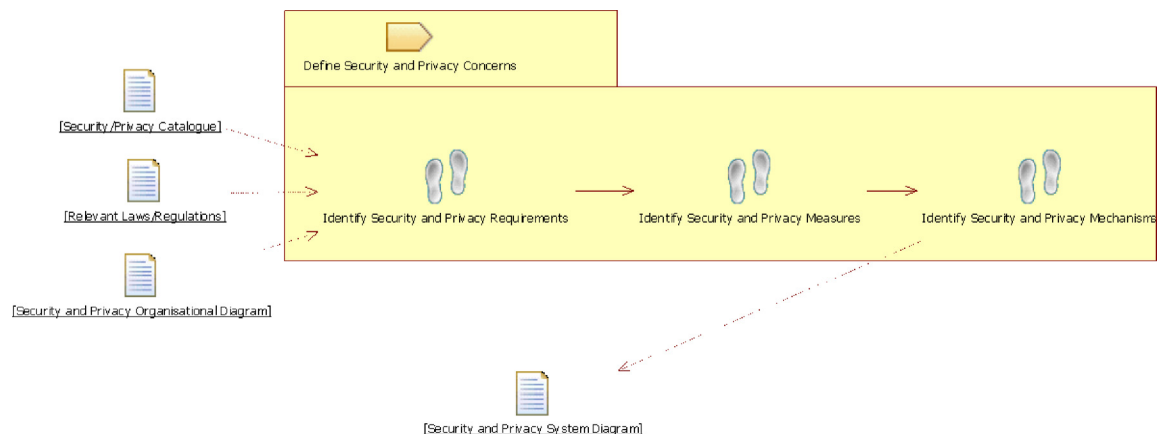 Define Security and Privacy Concerns
[Security/Privacy Catalogue]
[Relevant Laws/Regulations]
[Security and Privacy Organisational Diagram]
Identify Security and Privacy Requirements
Identify Security and Privacy Measures
Identify Security and Privacy Mechanisms
[Security and Privacy System Diagram]